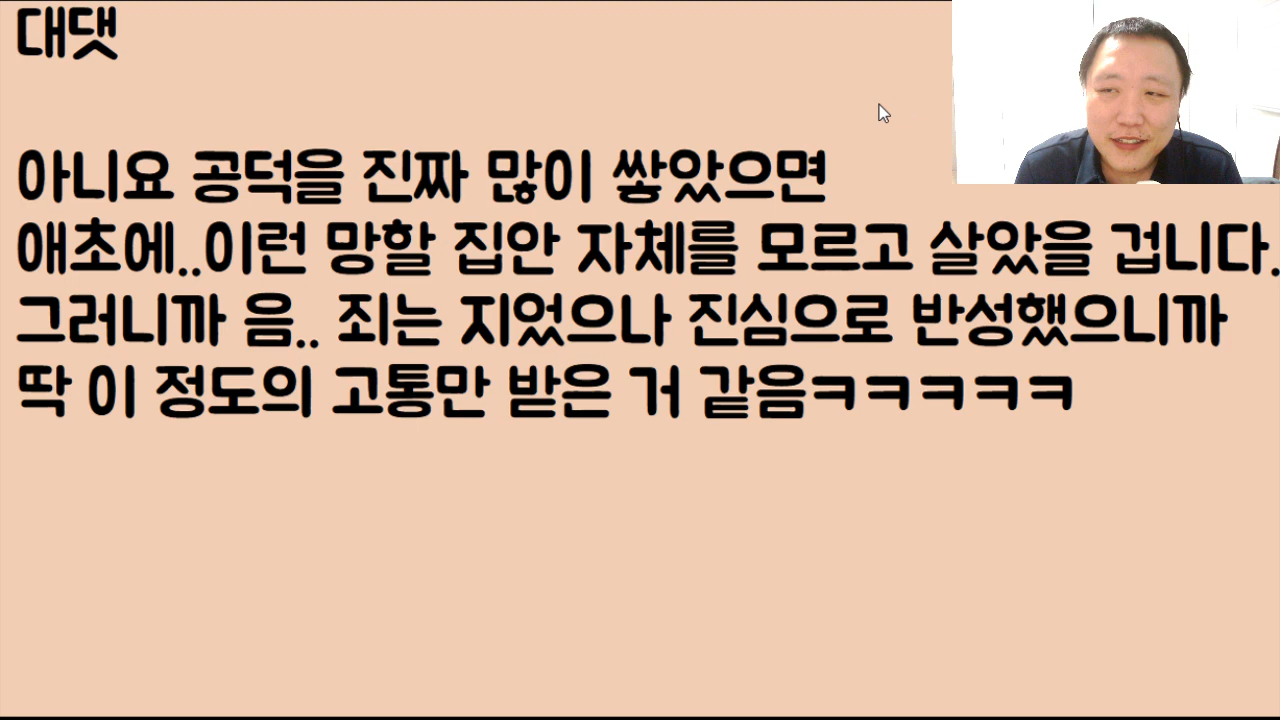 대댓
아니요 공덕을 진짜 많이 쌓았으면
애초에..이런 망할 집안 자체를 모르고 살았을 겁니다.
그러니까 음.. 죄는 지었으나 진심으로 반성했으니까
딱 이 정도의 고통만 받은 거 같음ㅋㅋㅋㅋㅋ